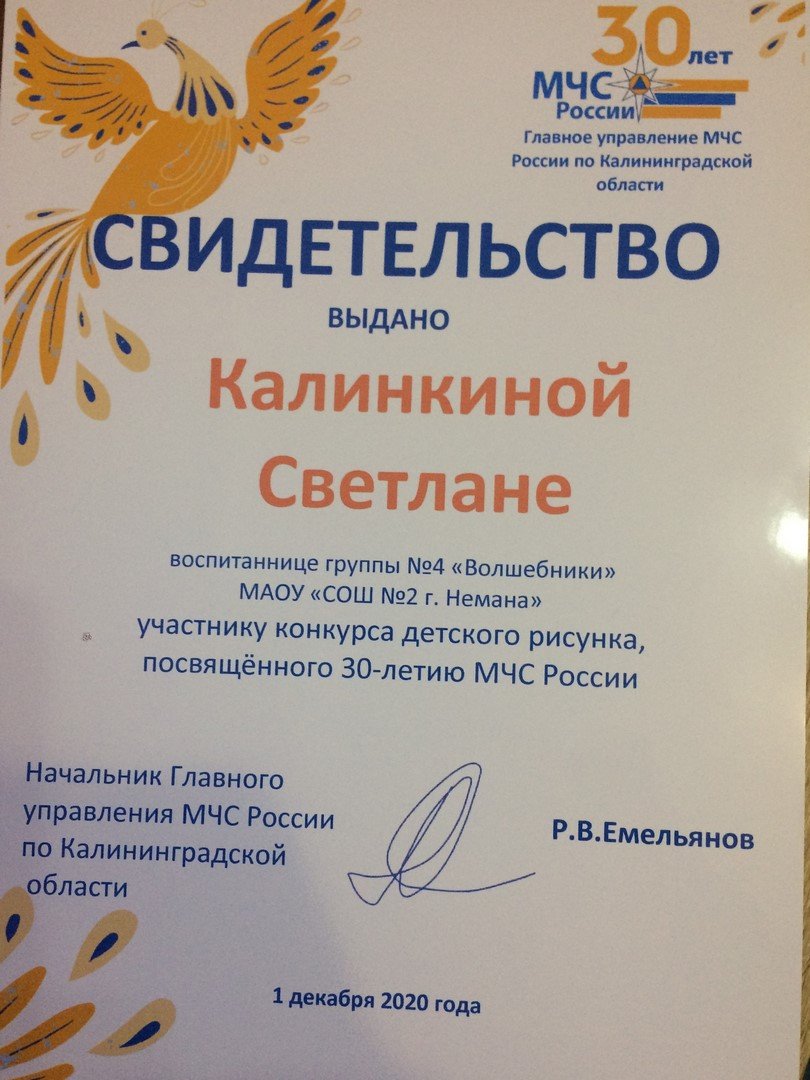 30 лет
МЧС
России
Главное управление МЧС
России по Калининградской
области
СВИДЕТЕЛЬСТВО
ВЫДАНО
Калинкиной
Светлане
воспитаннице группы №4 «Волшебники»
МАОУ «СОШ №2 г. Немана»
участнику конкурса детского рисунка,
посвящённого 30-летию МЧС России
Начальник Главного
управления МЧС России
по Калининградской
области
Р.В.Емельянов
1 декабря 2020 года